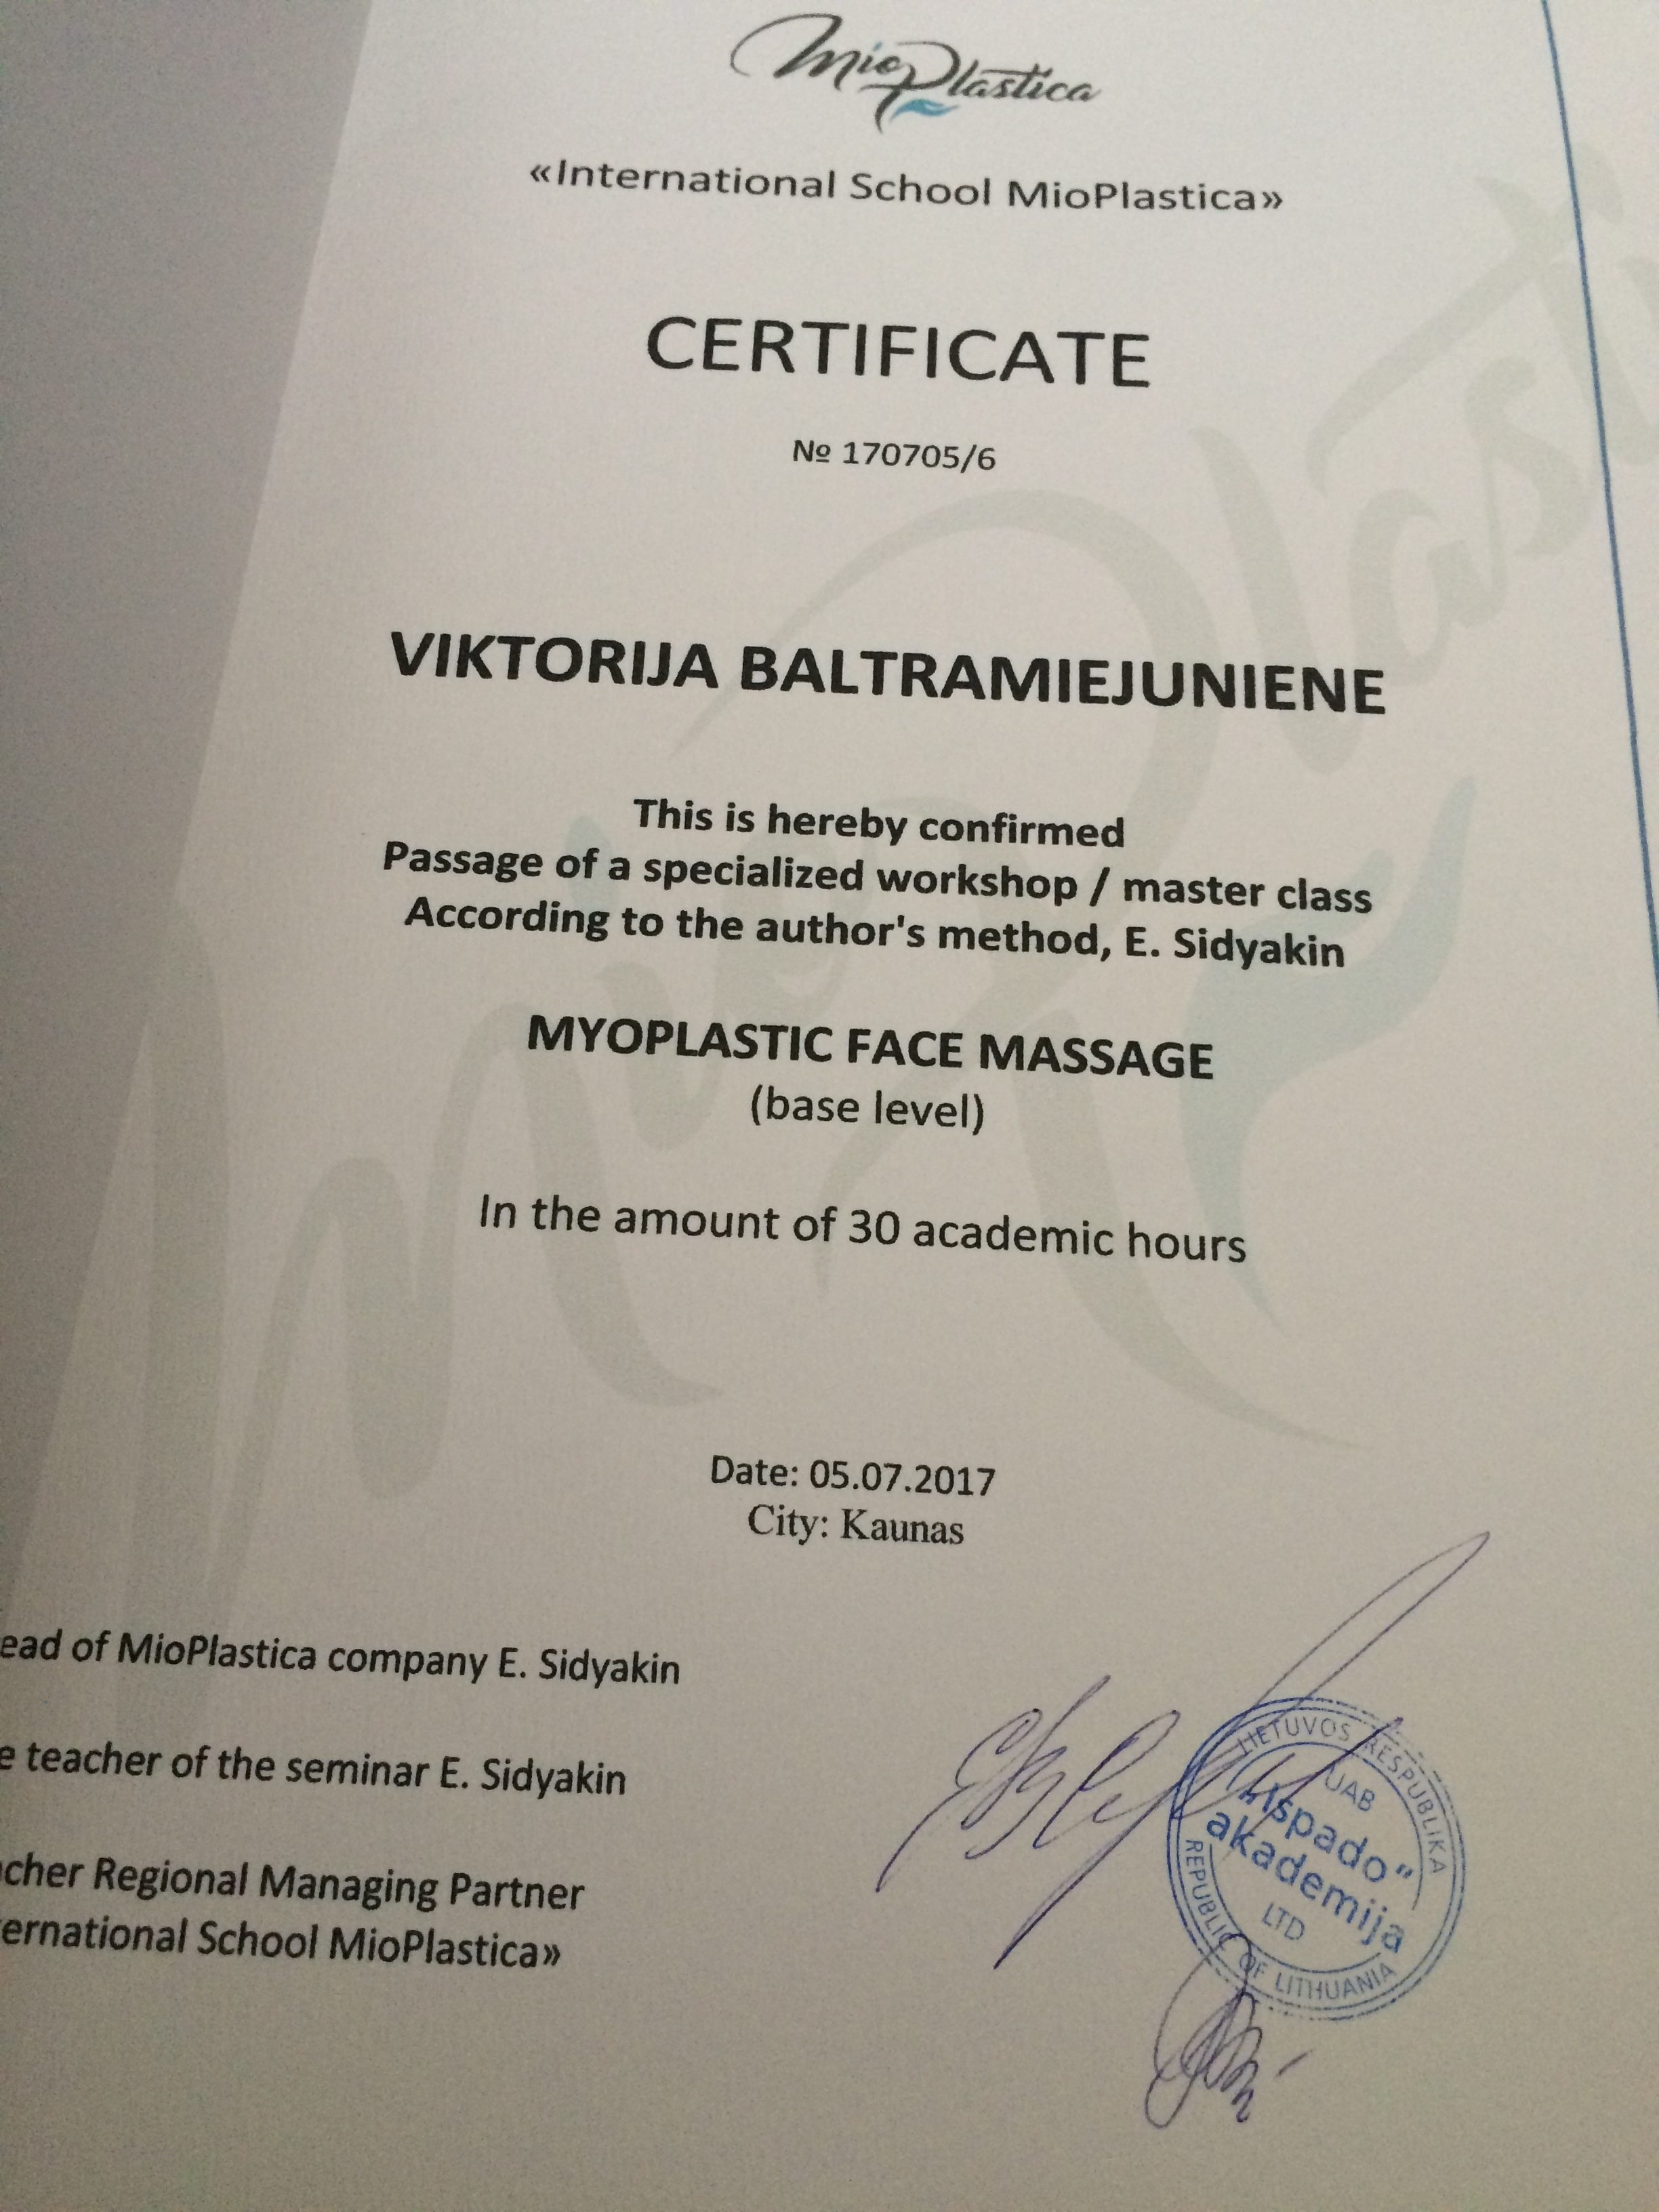 MioPlastica
«International School MioPlastica»
CERTIFICATE
№ 170705/6
VIKTORIJA BALTRAMIEJUNIENE
This is hereby confirmed
Passage of a specialized workshop / master class
According to the author's method, E. Sidyakin
MYOPLASTIC FACE MASSAGE
(base level)
In the amount of 30 academic hours
Date: 05.07.2017
City: Kaunas
ead of MioPlastica company E. Sidyakin
e teacher of the seminar E. Sidyakin
cher Regional Managing Partner
ernational School MioPlastica»
LIETUVOS RESPUBLIKA
UAB
„Ispado“
akademija
LTD
REPUBLIC OF LITHUANIA